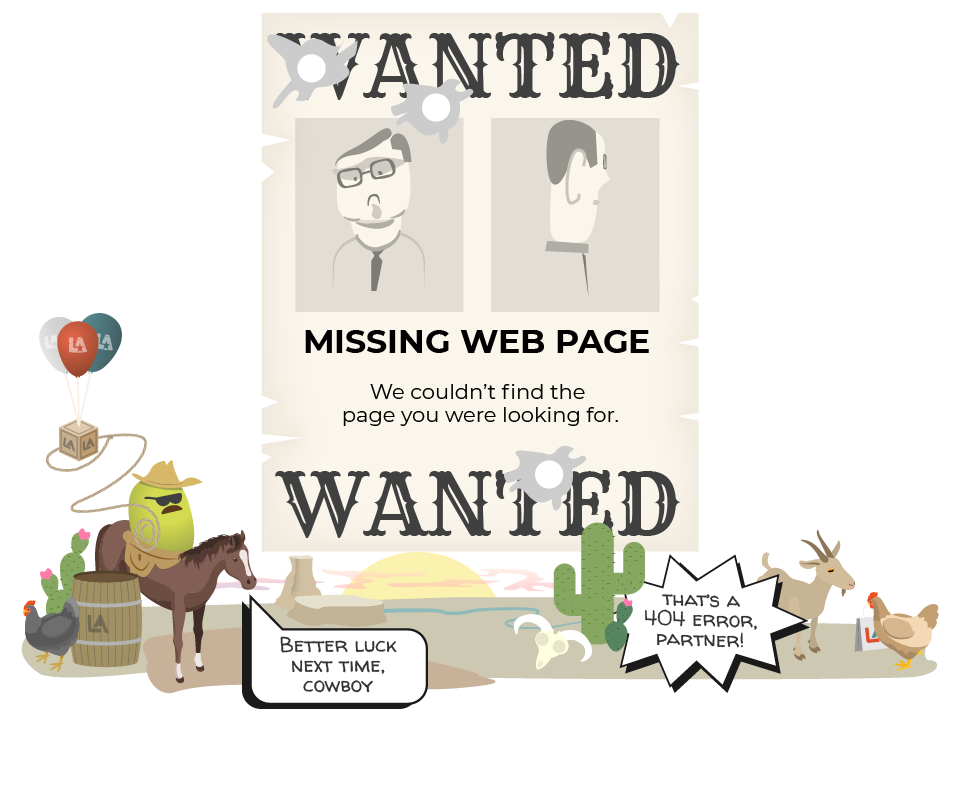 WANTED
MISSING WEB PAGE
We couldn’t find the
page you were looking for.
WANTED
LA
LA
LA
LA
LA
LA
BETTER LUCK
NEXT TIME,
COWBOY
THAT'S A
404 ERROR,
PARTNER!
L